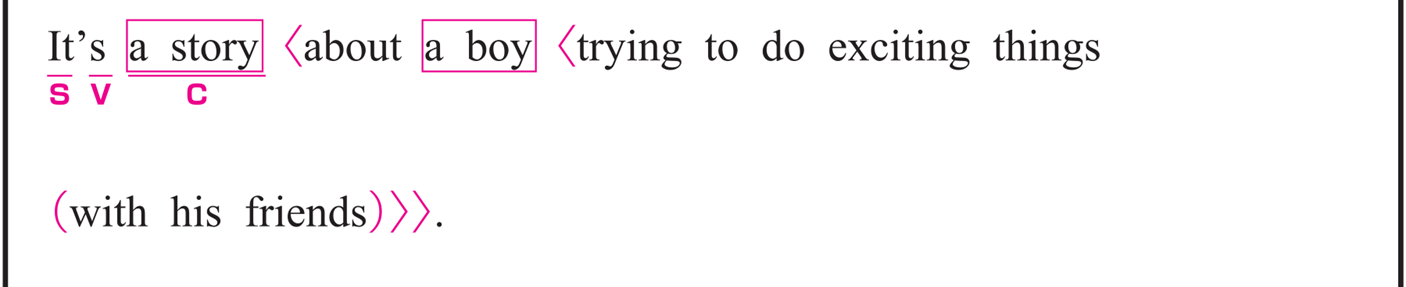 It’s a story 〈about a boy 〈trying to do exciting things
S V C
(with his friends)〉〉.